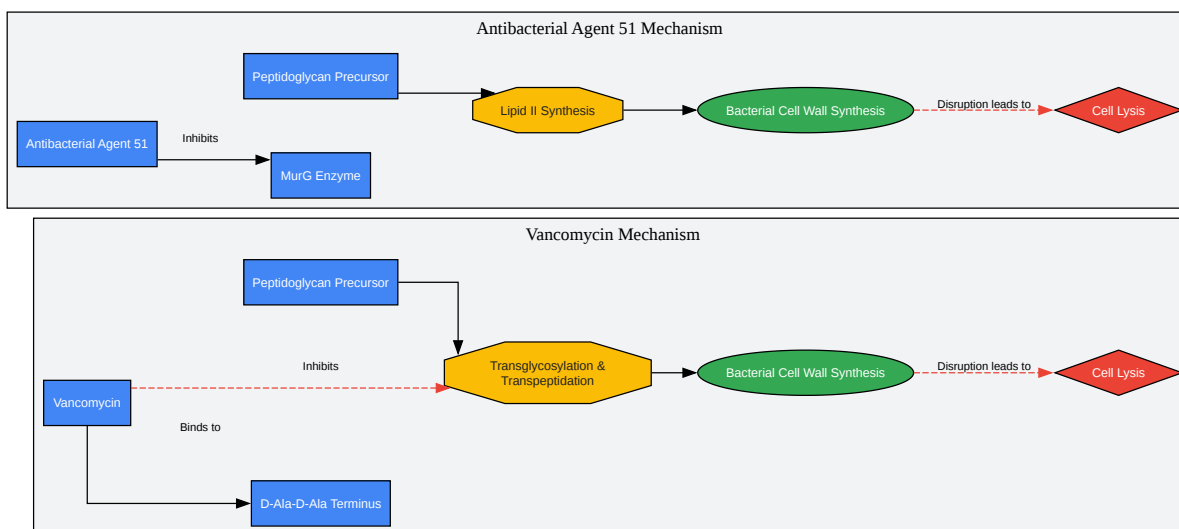 Antibacterial Agent 51 Mechanism
Peptidoglycan Precursor
Lipid II Synthesis
Bacterial Cell Wall Synthesis
Disruption leads to
Cell Lysis
Antibacterial Agent 51
Inhibits
MurG Enzyme
Vancomycin Mechanism
Peptidoglycan Precursor
Inhibits
Transglycosylation &
Transpeptidation
Bacterial Cell Wall Synthesis
Disruption leads to
Cell Lysis
Vancomycin
Binds to
D-Ala-D-Ala Terminus